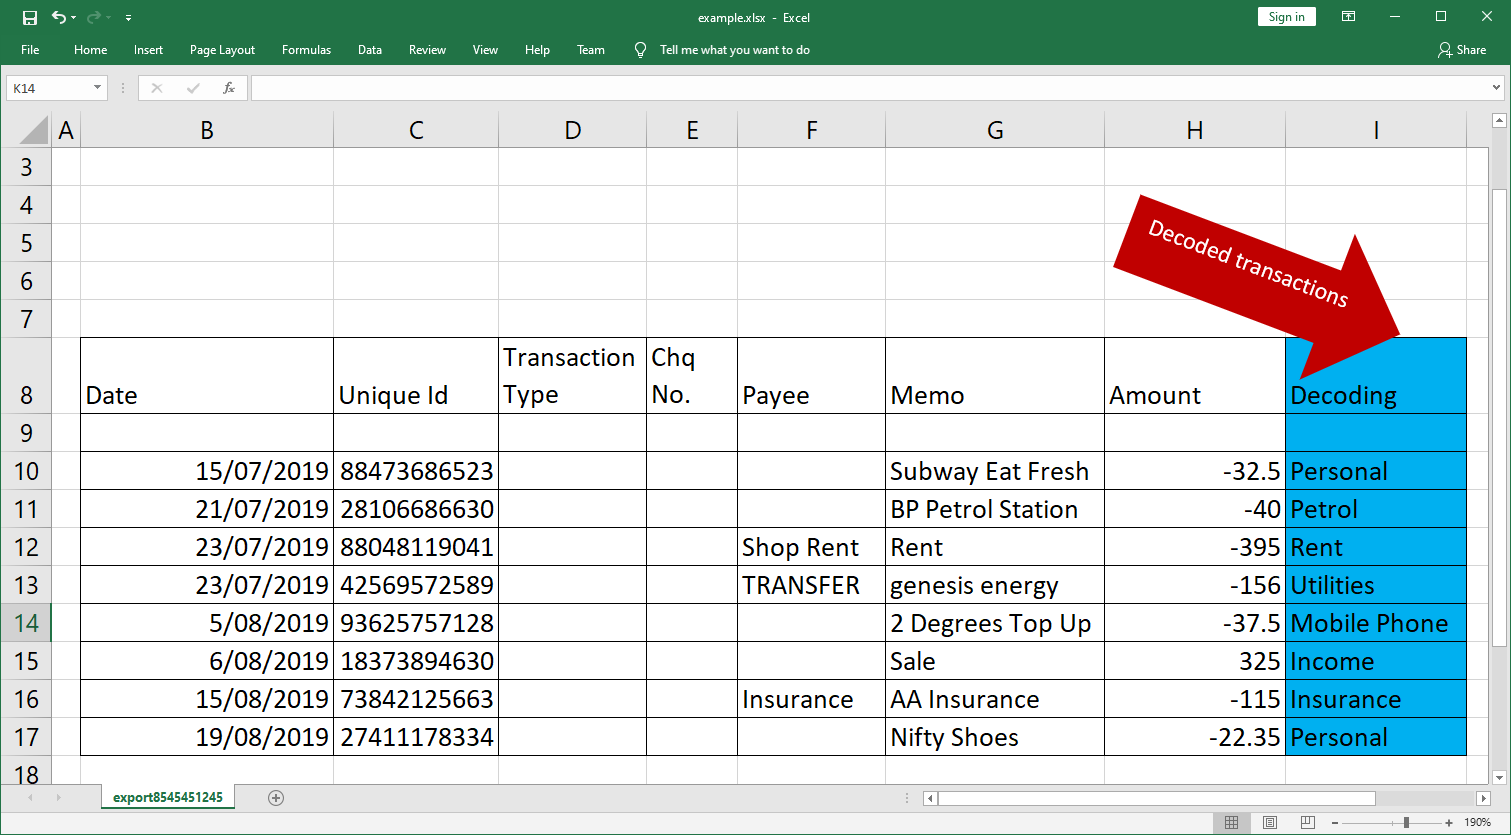 example.xlsx - Excel
Sign in
File Home Insert Page Layout Formulas Data Review View Help Team Tell me what you want to do Share
K14 fx
A B C D E F G H I
3
4
5
6
7
Decoded transactions
8 Date Unique Id Transaction Type Chq No. Payee Memo Amount Decoding
9
10 15/07/2019 88473686523 Subway Eat Fresh -32.5 Personal
11 21/07/2019 28106686630 BP Petrol Station -40 Petrol
12 23/07/2019 88048119041 Shop Rent Rent -395 Rent
13 23/07/2019 42569572589 TRANSFER genesis energy -156 Utilities
14 5/08/2019 93625757128 2 Degrees Top Up -37.5 Mobile Phone
15 6/08/2019 18373894630 Sale 325 Income
16 15/08/2019 73842125663 Insurance AA Insurance -115 Insurance
17 19/08/2019 27411178334 Nifty Shoes -22.35 Personal
18
export8545451245
190%